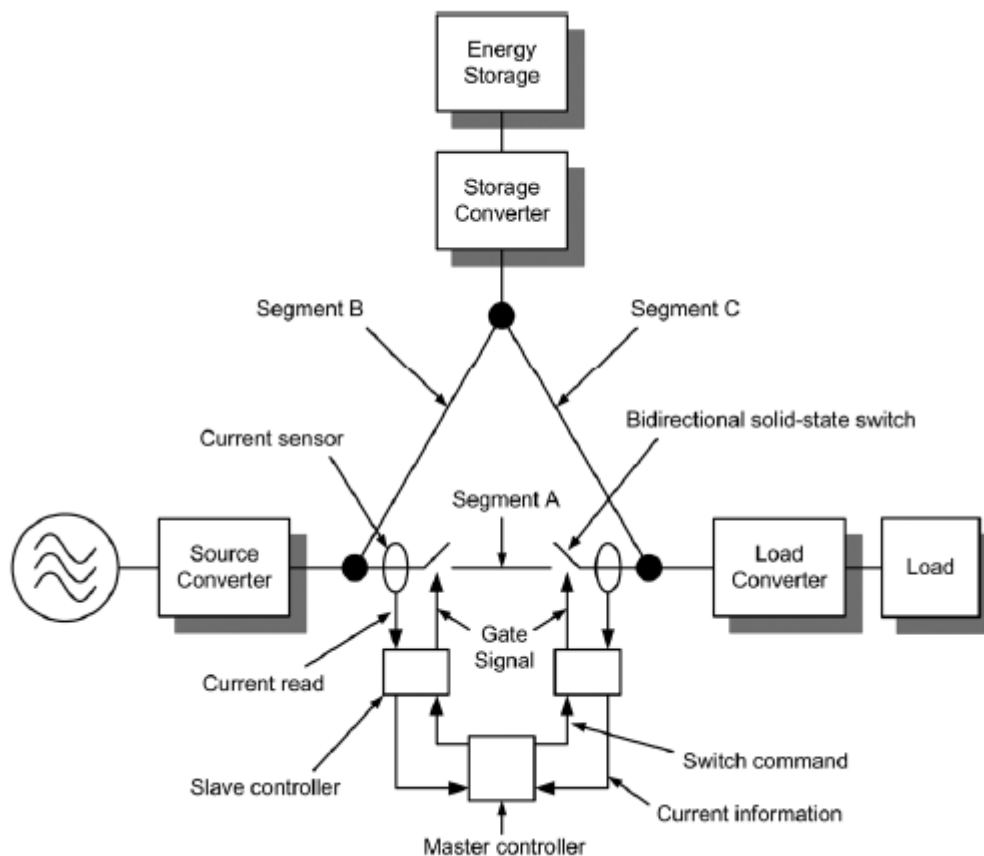 Energy
Storage
Storage
Converter
Segment B
Segment C
Current sensor
Bidirectional solid-state switch
Segment A
Source
Converter
Load
Converter
Load
Gate
Signal
Current read
Slave controller
Switch command
Current information
Master controller